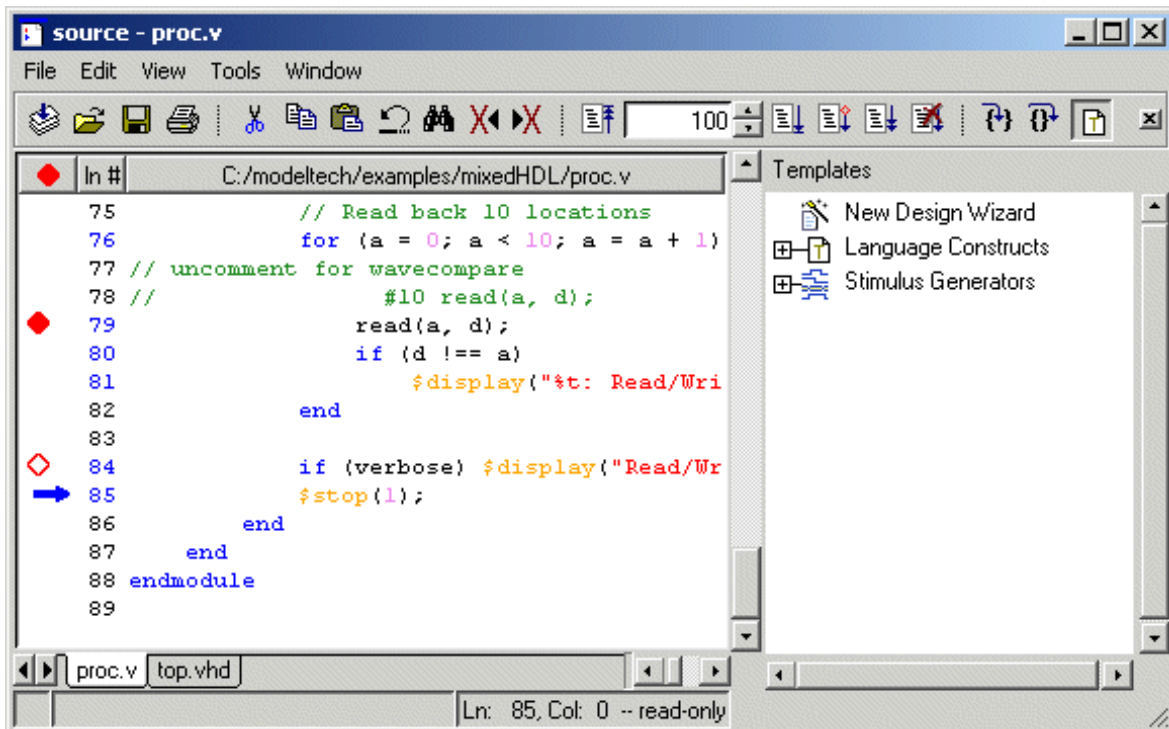 source - proc.v
File Edit View Tools Window
100
ln # C:/modeltech/examples/mixedHDL/proc.v
75 // Read back 10 locations
76 for (a = 0; a < 10; a = a + 1)
77 // uncomment for wavecompare
78 // #10 read(a, d);
79 read(a, d);
80 if (d !== a)
81 $display("%t: Read/Wri
82 end
83
84 if (verbose) $display("Read/Wr
85 $stop(1);
86 end
87 end
88 endmodule
89
proc.v top.vhd
Ln: 85, Col: 0 -- read-only
Templates
New Design Wizard
Language Constructs
Stimulus Generators